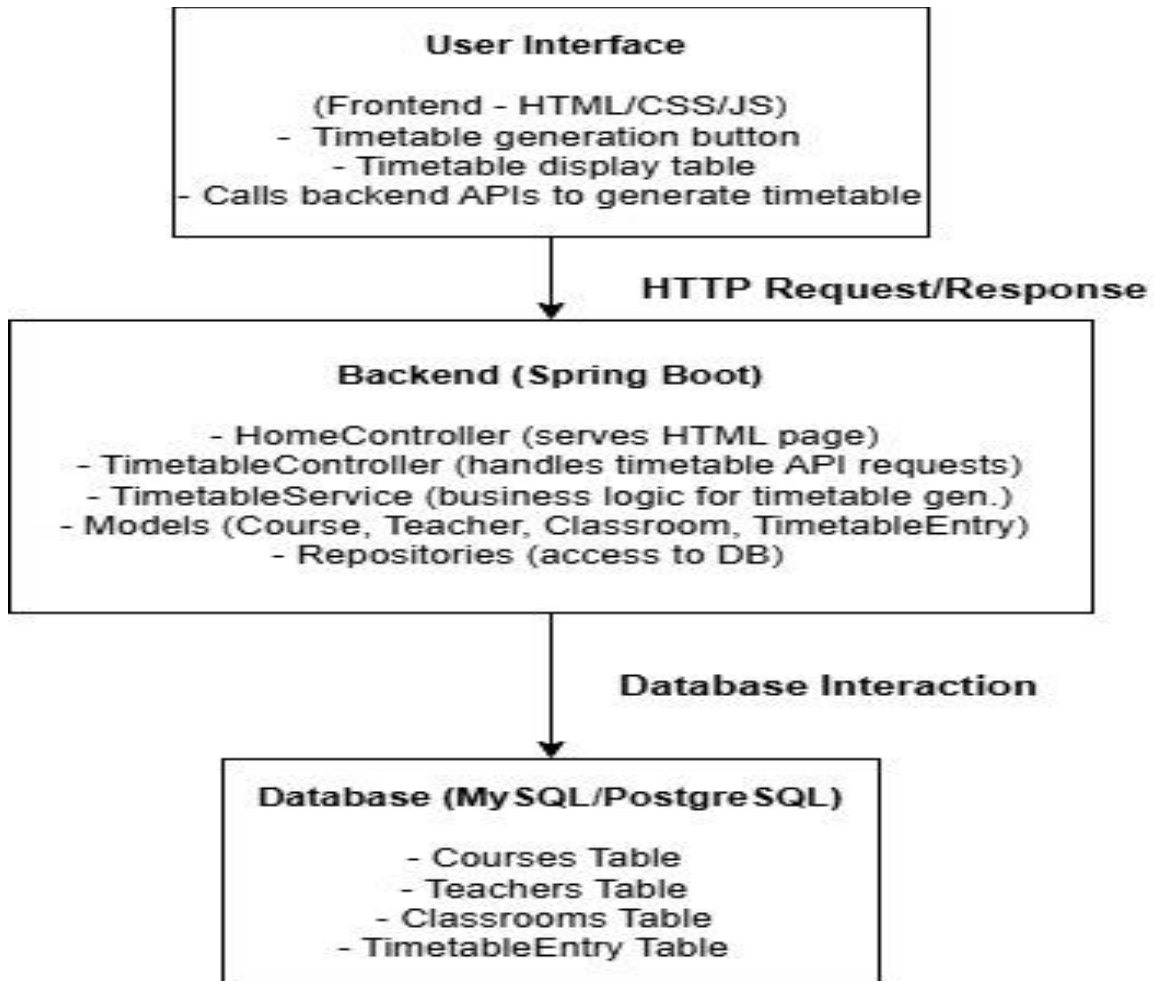 User Interface
(Frontend - HTML/CSS/JS)
- Timetable generation button
- Timetable display table
- Calls backend APIs to generate timetable
HTTP Request/Response
Backend (Spring Boot)
- HomeController (serves HTML page)
- TimetableController (handles timetable API requests)
- TimetableService (business logic for timetable gen.)
- Models (Course, Teacher, Classroom, TimetableEntry)
- Repositories (access to DB)
Database Interaction
Database (MySQL/PostgreSQL)
- Courses Table
- Teachers Table
- Classrooms Table
- TimetableEntry Table